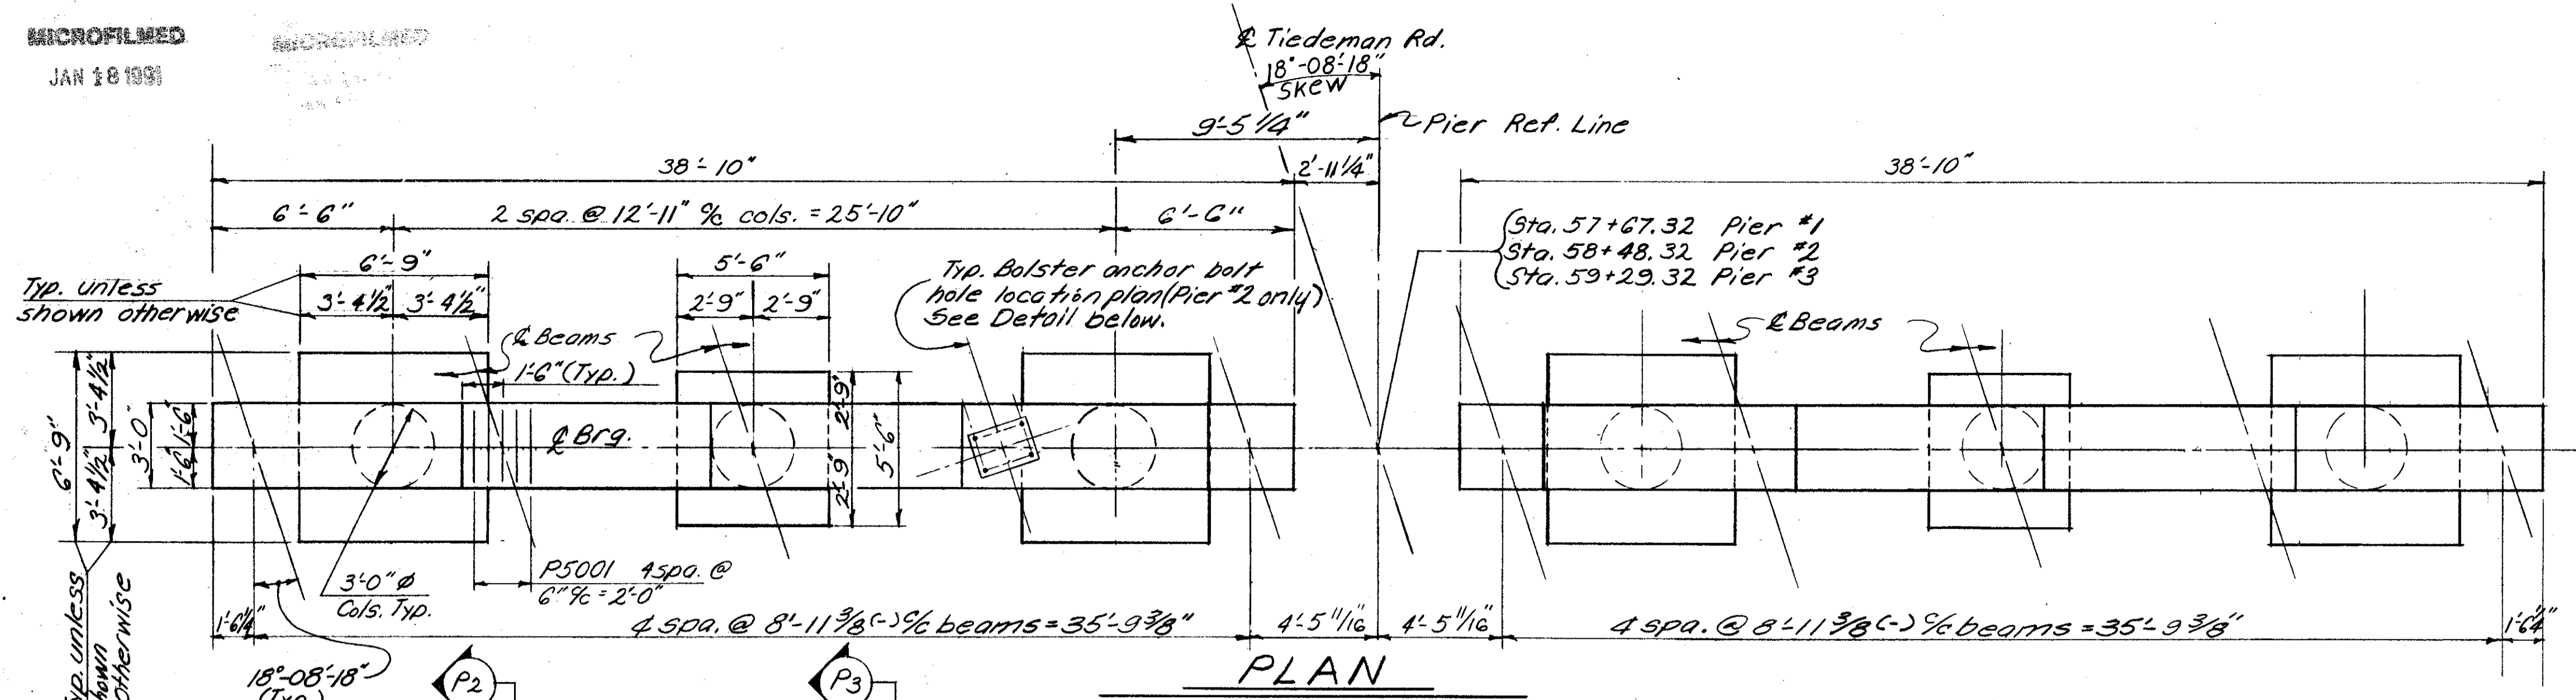 MICROFILMED
JAN 18 1991
MICROFILMED
℄ Tiedeman Rd.
18°-08'-18"
Skew
9'-5 1/4"
Pier Ref. Line
38'-10"
2'-11 1/4"
38'-10"
6'-6"
2 spa. @ 12'-11" c/c cols. = 25'-10"
6'-6"
Sta. 57+67.32 Pier #1
Sta. 58+48.32 Pier #2
Sta. 59+29.32 Pier #3
Typ. unless
shown otherwise
6'-9"
3'-4 1/2" 3'-4 1/2"
5'-6"
2'-9" 2'-9"
Typ. Bolster anchor bolt
hole location plan (Pier #2 only)
See Detail below.
℄ Beams
1'-6" (Typ.)
℄ Beams
6'-9"
3'-4 1/2" 3'-4 1/2"
3'-0"
1'-6" 1'-6"
℄ Brg.
2'-9" 2'-9"
5'-6"
3'-0" ø
Cols. Typ.
P5001 4 spa. @
6" c/c = 2'-0"
1'-6 1/4"
4 spa. @ 8'-11 3/8 (-) c/c beams = 35'-9 3/8"
4'-5 11/16"
4'-5 11/16"
4 spa. @ 8'-11 3/8 (-) c/c beams = 35'-9 3/8"
1'-6 1/4"
18°-08'-18"
(Typ.)
Typ. unless
shown
otherwise
P2
P3
PLAN